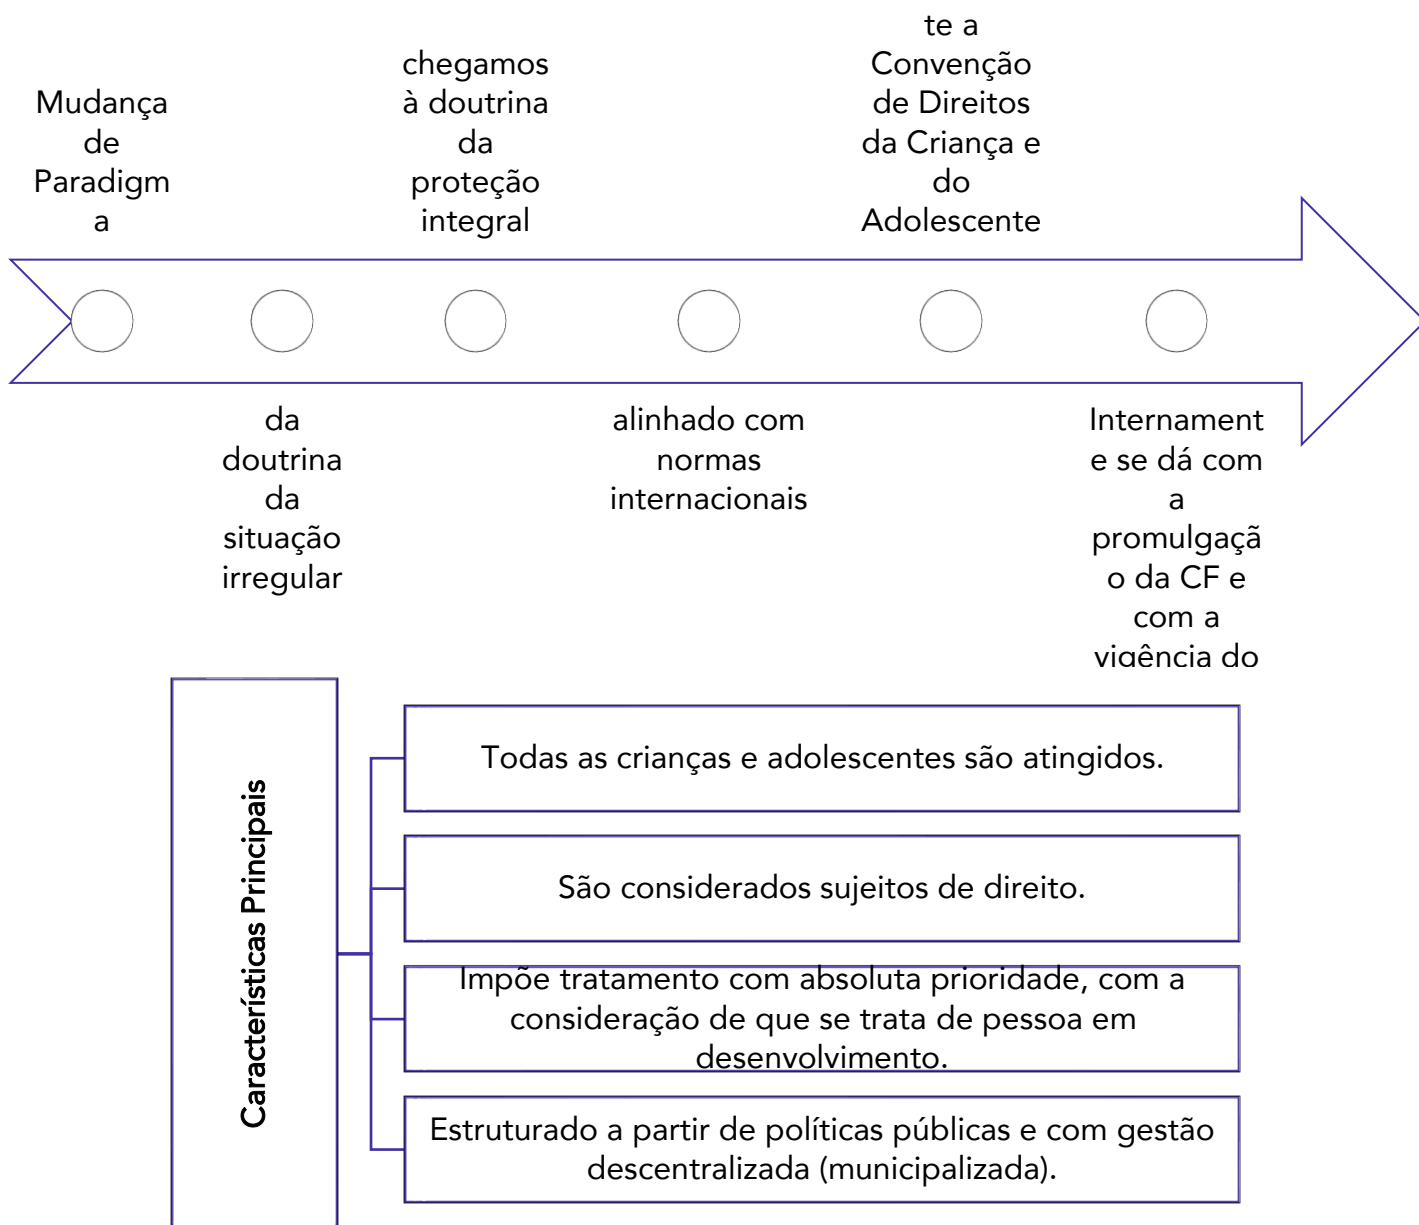 Mudança
de
Paradigm
a
da
doutrina
da
situação
irregular
chegamos
à doutrina
da
proteção
integral
alinhado com
normas
internacionais
te a
Convenção
de Direitos
da Criança e
do
Adolescente
Internament
e se dá com
a
promulgaçã
o da CF e
com a
vigência do
Características Principais
Todas as crianças e adolescentes são atingidos.
São considerados sujeitos de direito.
Impõe tratamento com absoluta prioridade, com a
consideração de que se trata de pessoa em
desenvolvimento.
Estruturado a partir de políticas públicas e com gestão
descentralizada (municipalizada).